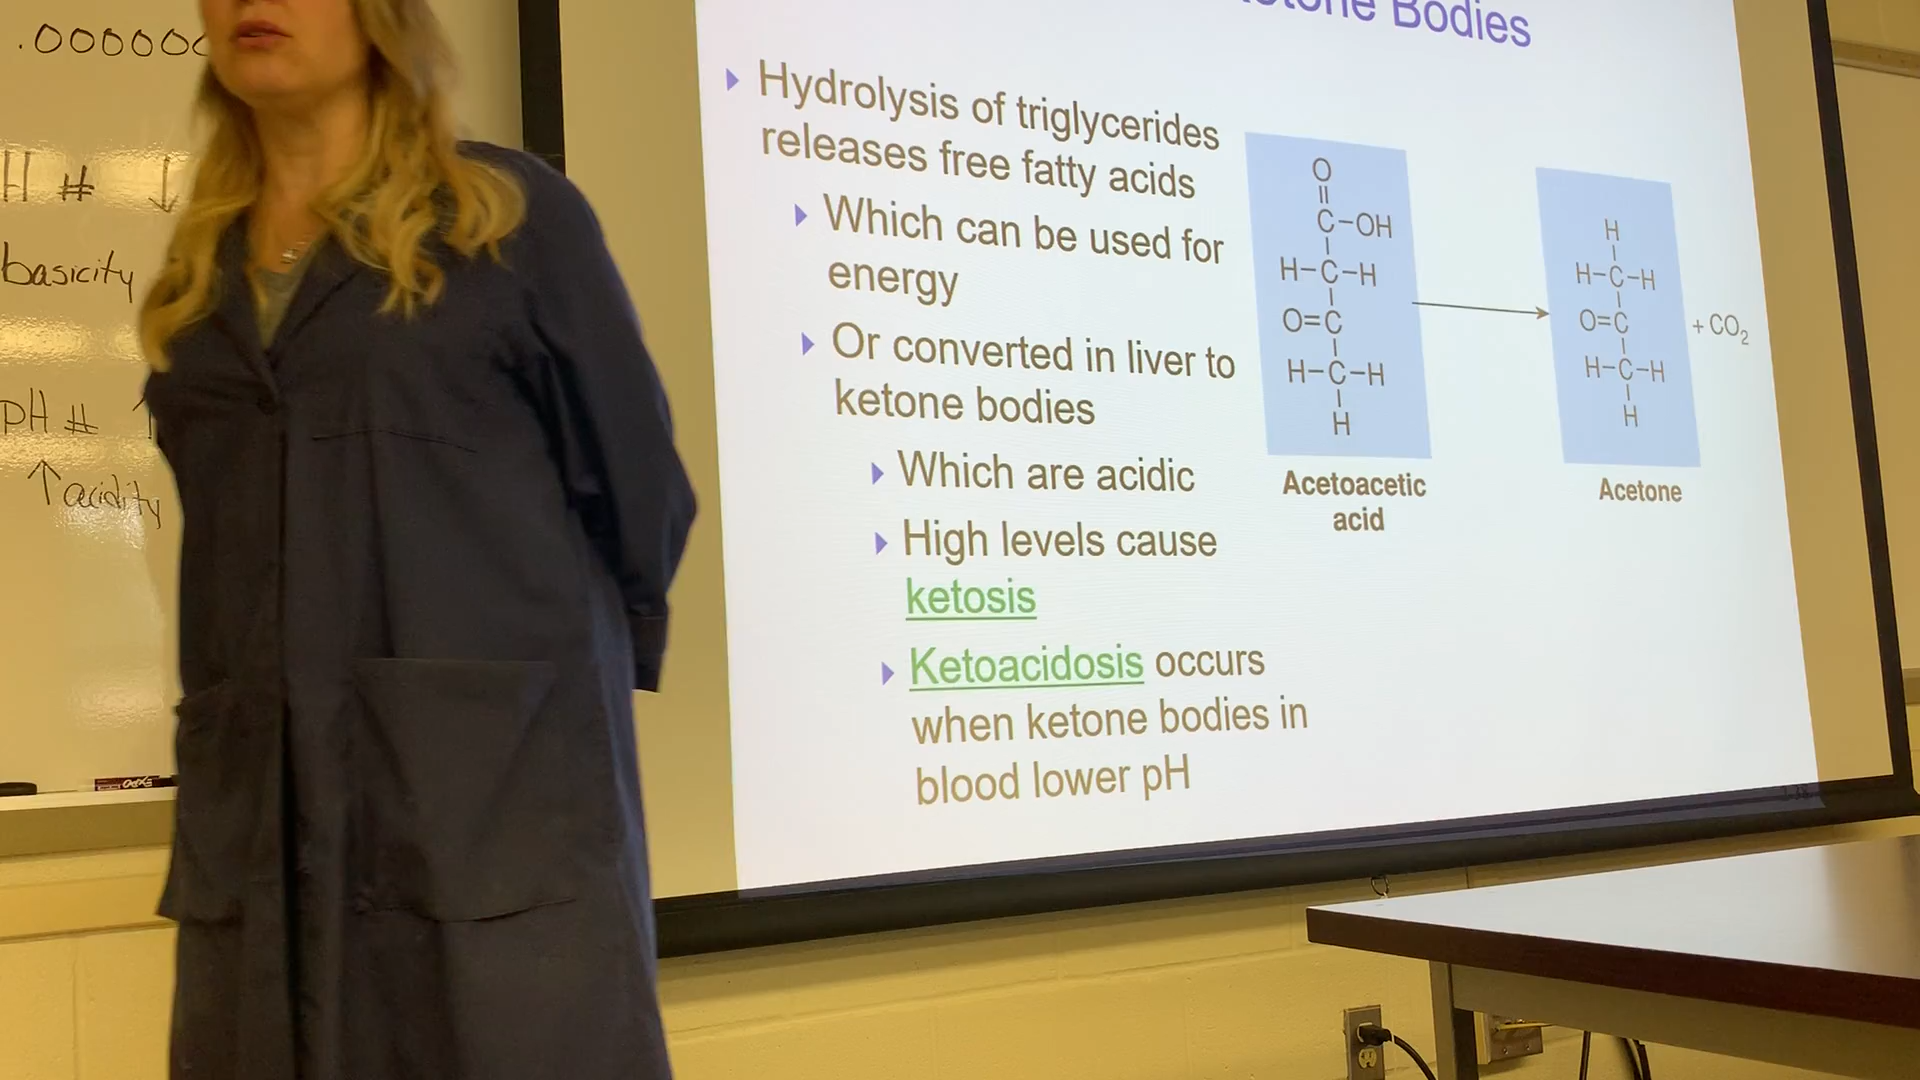 .000000
H # ↓
basicity
pH # ↑
↑ acidity
Ketone Bodies
Hydrolysis of triglycerides
releases free fatty acids
Which can be used for
energy
Or converted in liver to
ketone bodies
Which are acidic
High levels cause
ketosis
Ketoacidosis occurs
when ketone bodies in
blood lower pH
O
C-OH
H-C-H
O=C
H-C-H
H
Acetoacetic
acid
H
H-C-H
O=C
H-C-H
H
Acetone
+ CO2